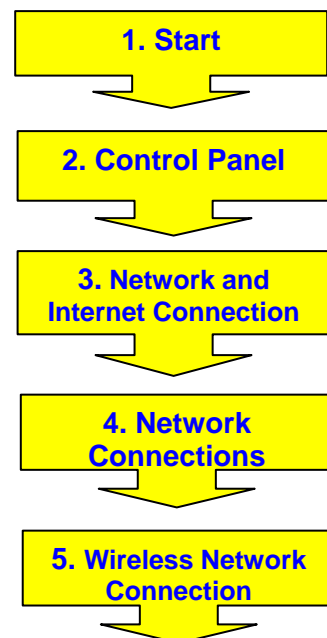 1. Start
2. Control Panel
3. Network and
Internet Connection
4. Network
Connections
5. Wireless Network
Connection